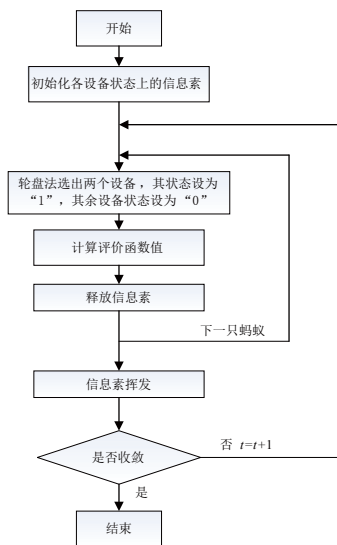 开始
初始化各设备状态上的信息素
轮盘法选出两个设备，其状态设为
“1”，其余设备状态设为“0”
计算评价函数值
释放信息素
下一只蚂蚁
信息素挥发
是否收敛
否 t=t+1
是
结束